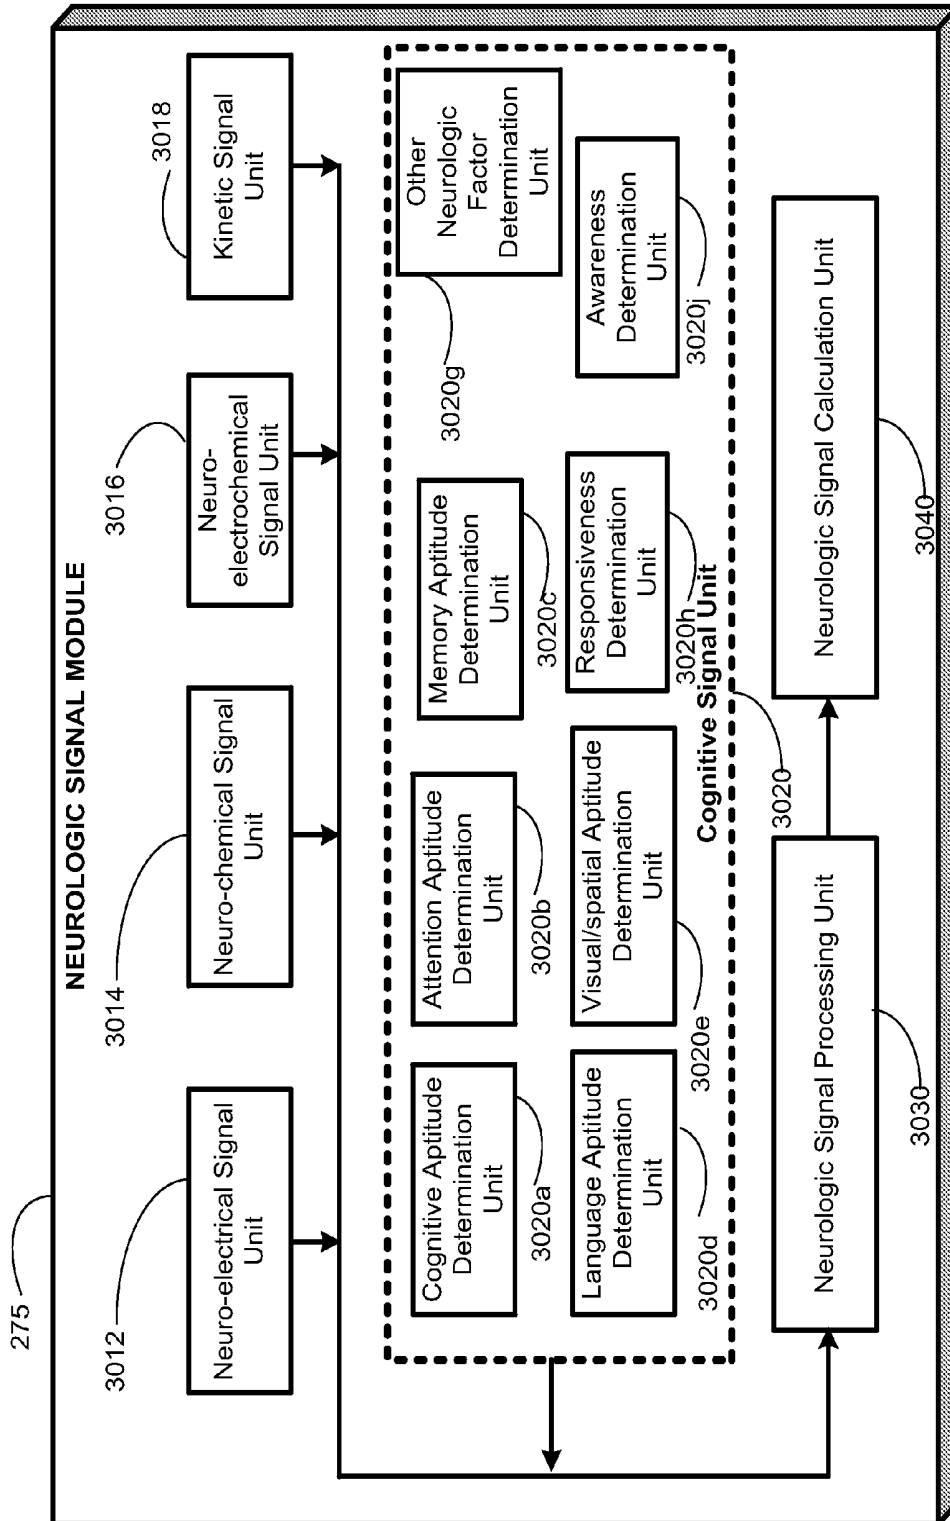 275
NEUROLOGIC SIGNAL MODULE
3012
Neuro-electrical Signal
Unit
3014
Neuro-chemical Signal
Unit
3016
Neuro-
electrochemical
Signal Unit
3018
Kinetic Signal
Unit
Cognitive Aptitude
Determination
Unit
3020a
Attention Aptitude
Determination
Unit
3020b
Memory Aptitude
Determination
Unit
3020c
Other
Neurologic
Factor
Determination
Unit
3020g
Language Aptitude
Determination
Unit
3020d
Visual/spatial Aptitude
Determination
Unit
3020e
Responsiveness
Determination
Unit
3020h
Awareness
Determination
Unit
3020j
Cognitive Signal Unit
3020
Neurologic Signal Processing Unit
3030
Neurologic Signal Calculation Unit
3040